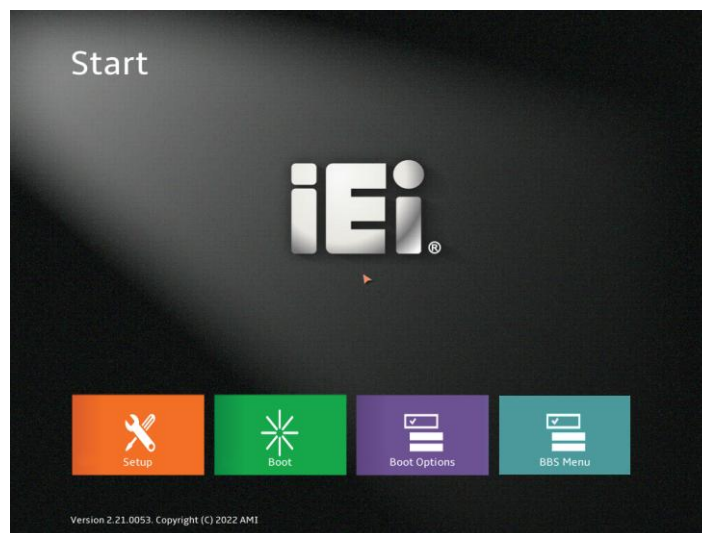 Start
iEi®
Setup
Boot
Boot Options
BBS Menu
Version 2.21.0053. Copyright (C) 2022 AMI